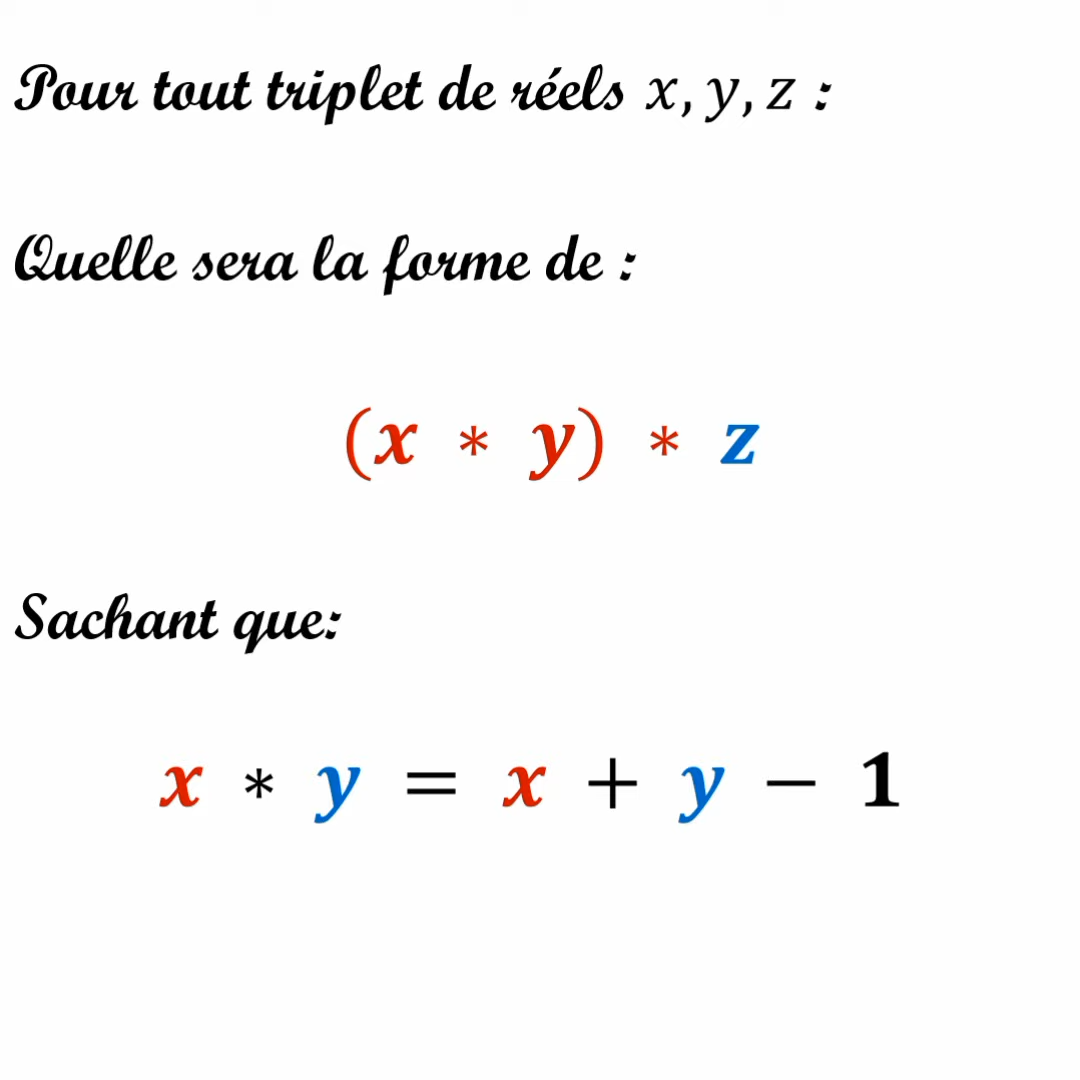 Pour tout triplet de réels x, y, z :
Quelle sera la forme de :
(x * y) * z
Sachant que:
x * y = x + y − 1